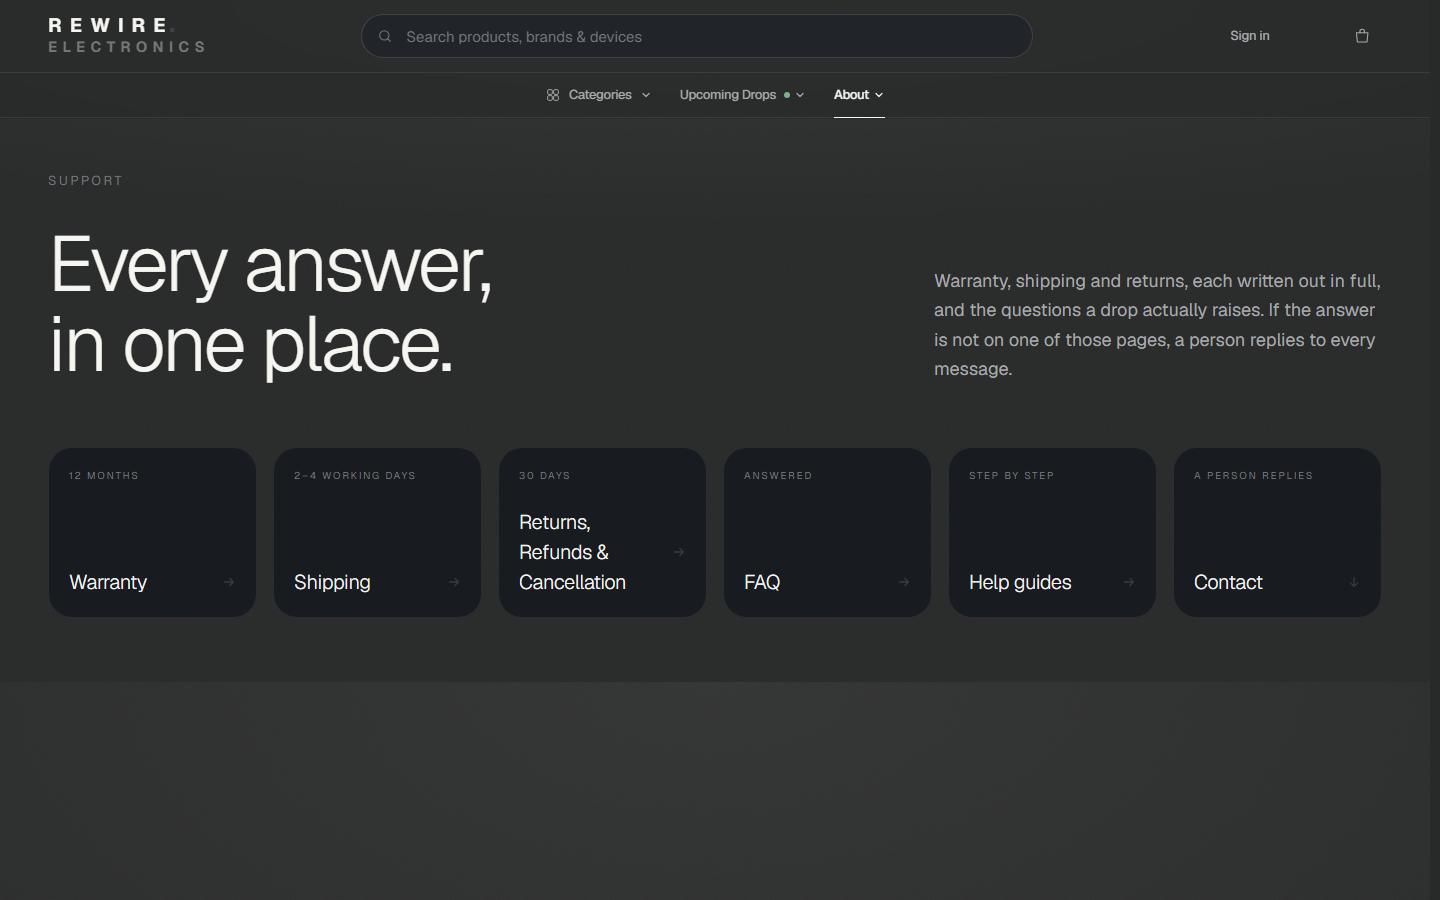 REWIRE.
ELECTRONICS
Search products, brands & devices
Sign in
Categories
Upcoming Drops
About
SUPPORT
Every answer,
in one place.
Warranty, shipping and returns, each written out in full,
and the questions a drop actually raises. If the answer
is not on one of those pages, a person replies to every
message.
12 MONTHS
Warranty
2–4 WORKING DAYS
Shipping
30 DAYS
Returns,
Refunds &
Cancellation
ANSWERED
FAQ
STEP BY STEP
Help guides
A PERSON REPLIES
Contact